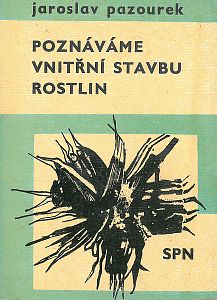 jaroslav pazourek
POZNÁVÁME
VNITŘNÍ STAVBU
ROSTLIN
SPN